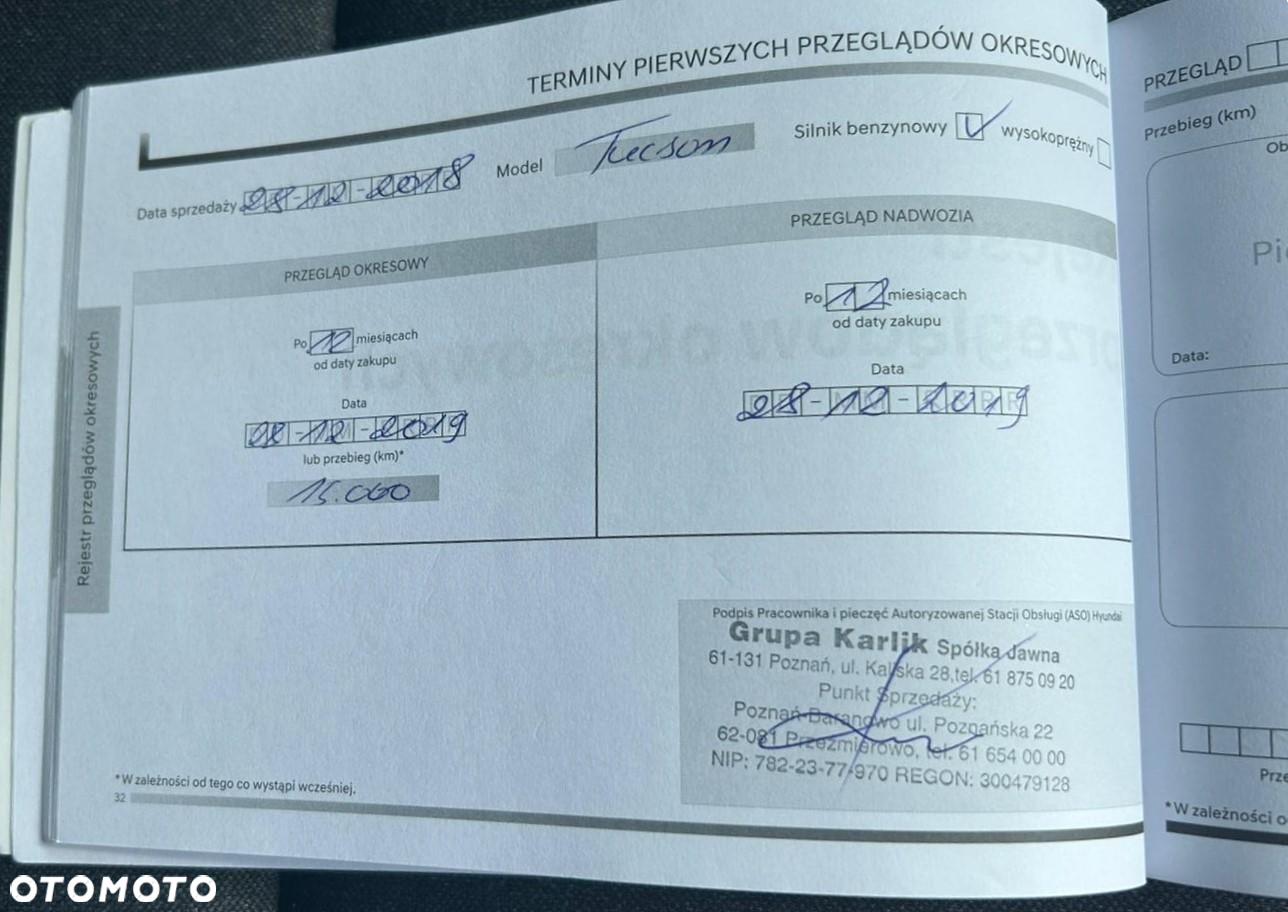 TERMINY PIERWSZYCH PRZEGLĄDÓW OKRESOWYCH
Data sprzedaży 28-12-2018 Model Tucson Silnik benzynowy V wysokoprężny
PRZEGLĄD OKRESOWY
Po 12 miesiącach
od daty zakupu
Data
28-12-2019
lub przebieg (km)*
15.000
PRZEGLĄD NADWOZIA
Po 12 miesiącach
od daty zakupu
Data
28-12-2019
Rejestr przeglądów okresowych
Podpis Pracownika i pieczęć Autoryzowanej Stacji Obsługi (ASO) Hyundai
Grupa Karlik Spółka Jawna
61-131 Poznań, ul. Kaliska 28,tel. 61 875 09 20
Punkt Sprzedaży:
Poznań-Baranowo ul. Poznańska 22
62-081 Przeźmierowo, tel. 61 654 00 00
NIP: 782-23-77-970 REGON: 300479128
*W zależności od tego co wystąpi wcześniej.
32
PRZEGLĄD
Przebieg (km)
Ob
Pi
Data:
Prze
*W zależności o
OTOMOTO